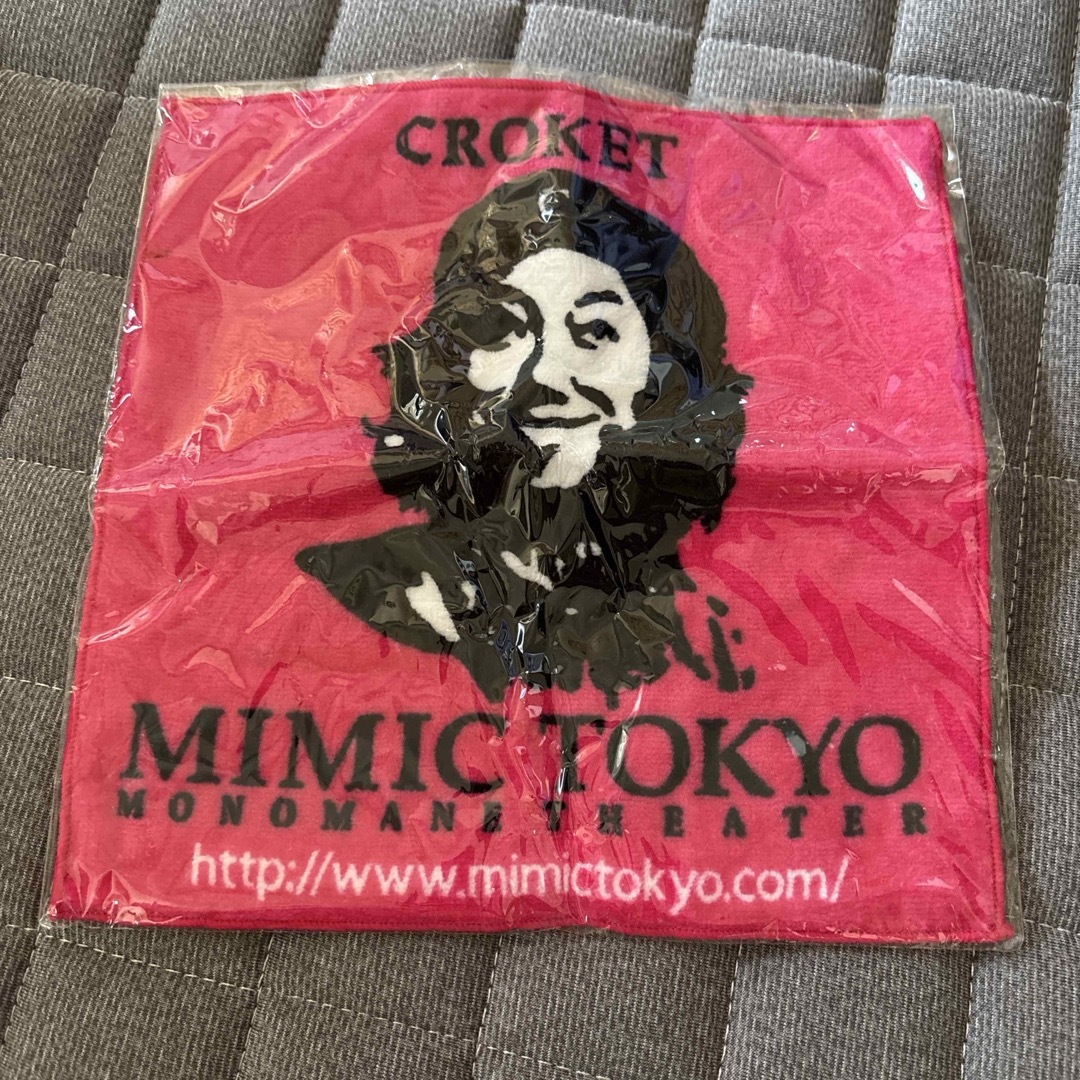 CROKET
MIMIC TOKYO
MONOMANE THEATER
http://www.mimictokyo.com/